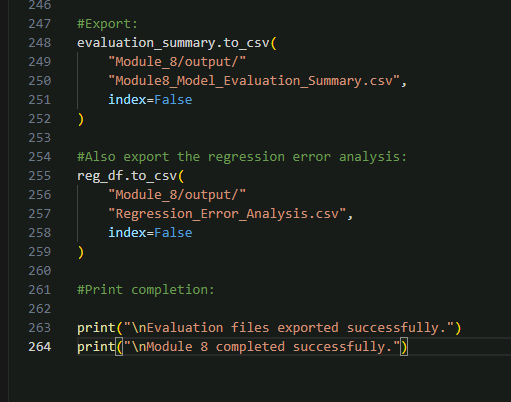 246
247 #Export:
248 evaluation_summary.to_csv(
249     "Module_8/output/"
250     "Module8_Model_Evaluation_Summary.csv",
251     index=False
252 )
253
254 #Also export the regression error analysis:
255 reg_df.to_csv(
256     "Module_8/output/"
257     "Regression_Error_Analysis.csv",
258     index=False
259 )
260
261 #Print completion:
262
263 print("\nEvaluation files exported successfully.")
264 print("\nModule 8 completed successfully.")